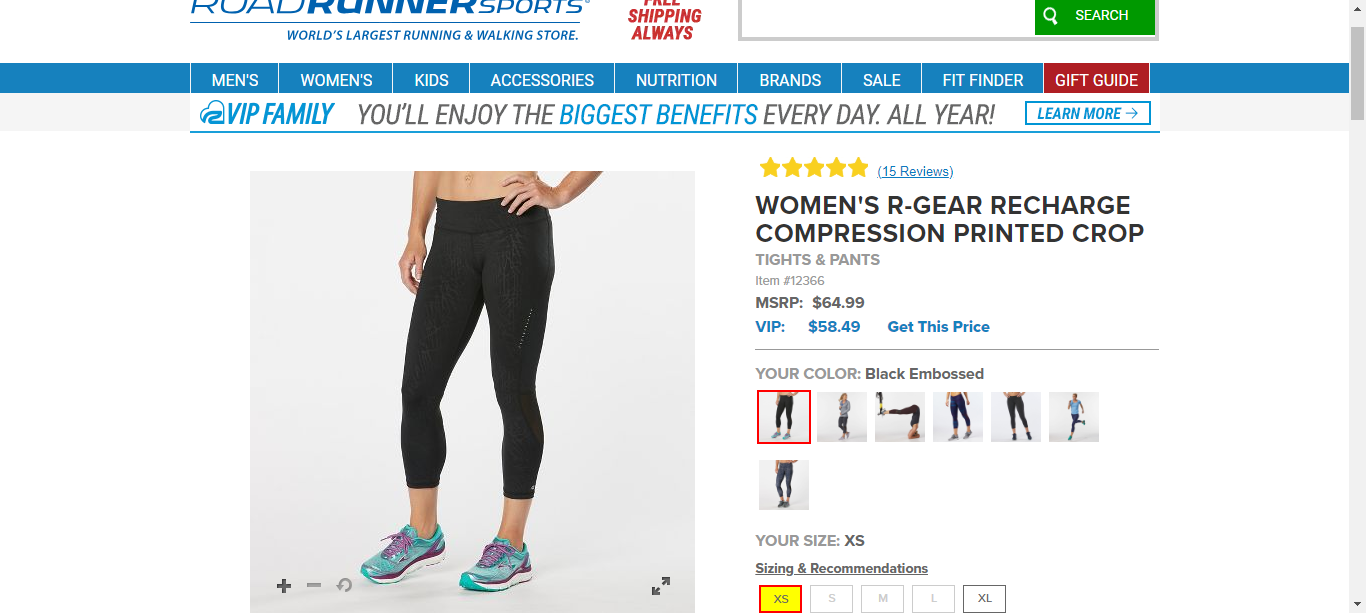 ROADRUNNERSPORTS
WORLD'S LARGEST RUNNING & WALKING STORE.
FREE
SHIPPING
ALWAYS
SEARCH
MEN'S WOMEN'S KIDS ACCESSORIES NUTRITION BRANDS SALE FIT FINDER GIFT GUIDE
VIP FAMILY YOU'LL ENJOY THE BIGGEST BENEFITS EVERY DAY. ALL YEAR! LEARN MORE →
(15 Reviews)
WOMEN'S R-GEAR RECHARGE
COMPRESSION PRINTED CROP
TIGHTS & PANTS
Item #12366
MSRP: $64.99
VIP: $58.49 Get This Price
YOUR COLOR: Black Embossed
YOUR SIZE: XS
Sizing & Recommendations
XS S M L XL